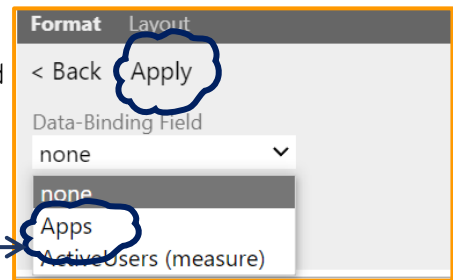 Format Layout
< Back Apply
Data-Binding Field
none
none
Apps
ActiveUsers (measure)